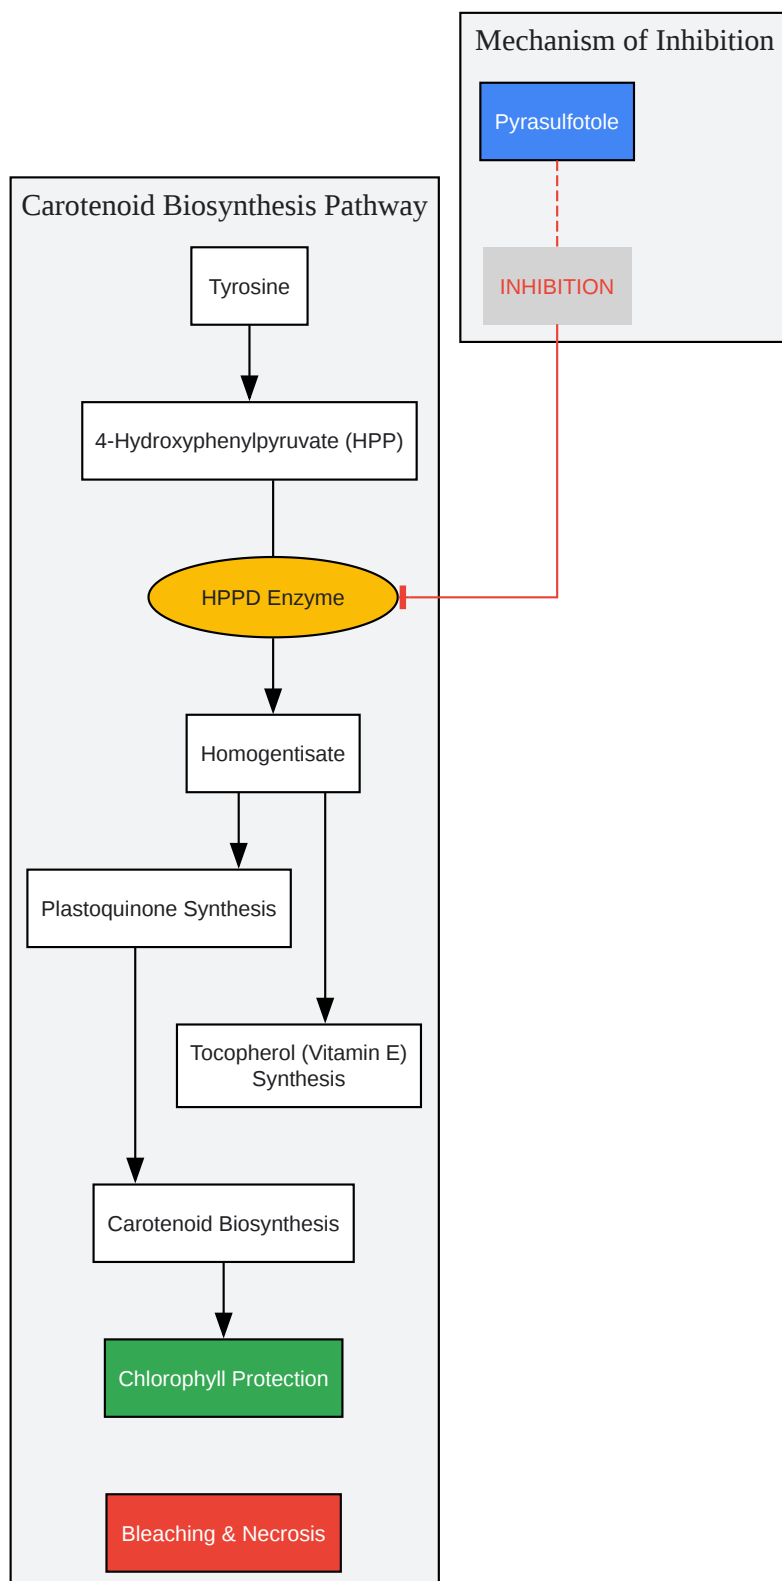 Mechanism of Inhibition
Pyrasulfotole
INHIBITION
Carotenoid Biosynthesis Pathway
Tyrosine
4-Hydroxyphenylpyruvate (HPP)
HPPD Enzyme
Homogentisate
Plastoquinone Synthesis
Tocopherol (Vitamin E)
Synthesis
Carotenoid Biosynthesis
Chlorophyll Protection
Bleaching & Necrosis